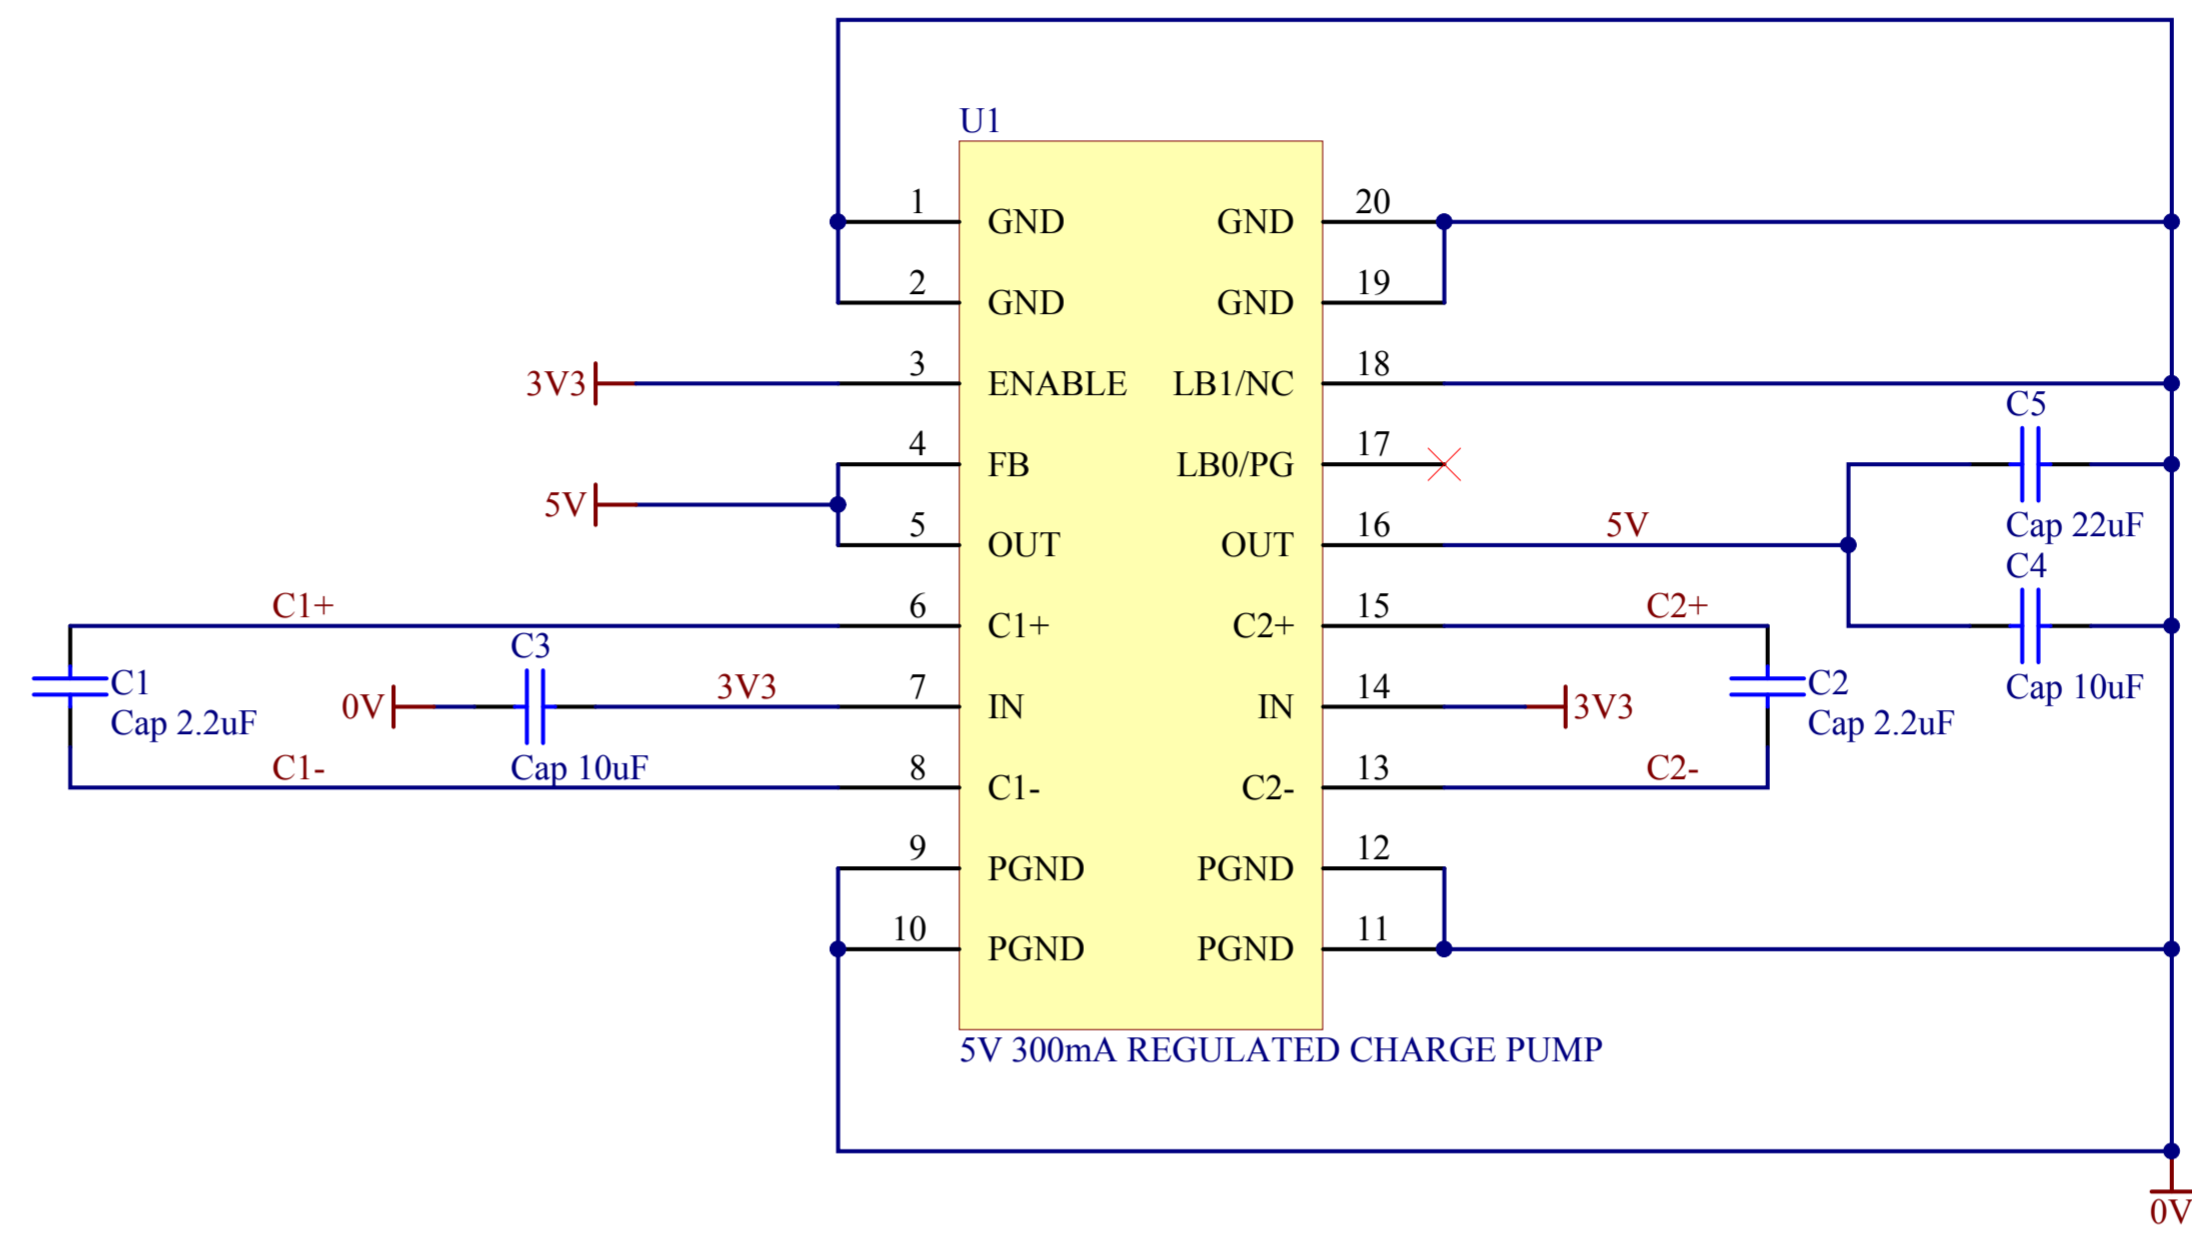 U1
1 GND GND 20
2 GND GND 19
3V3 3 ENABLE LB1/NC 18
C5
4 FB LB0/PG 17
5V
Cap 22uF
5 OUT OUT 16 5V
C4
C1+ 6 C1+ C2+ 15 C2+
C3
C1
Cap 2.2uF
0V 3V3 7 IN IN 14 3V3
C2
Cap 2.2uF
Cap 10uF
C1- Cap 10uF 8 C1- C2- 13 C2-
9 PGND PGND 12
10 PGND PGND 11
5V 300mA REGULATED CHARGE PUMP
0V